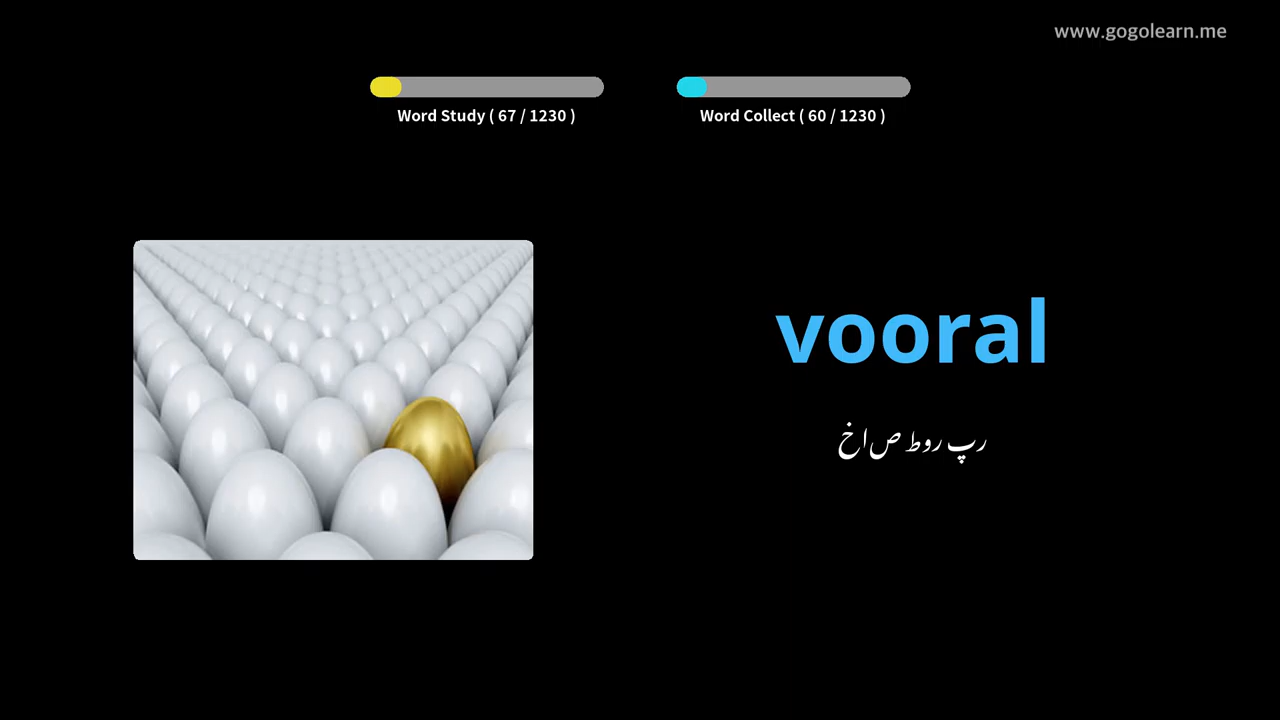 www.gogolearn.me
Word Study ( 67 / 1230 )
Word Collect ( 60 / 1230 )
vooral
رپ روط صاخ